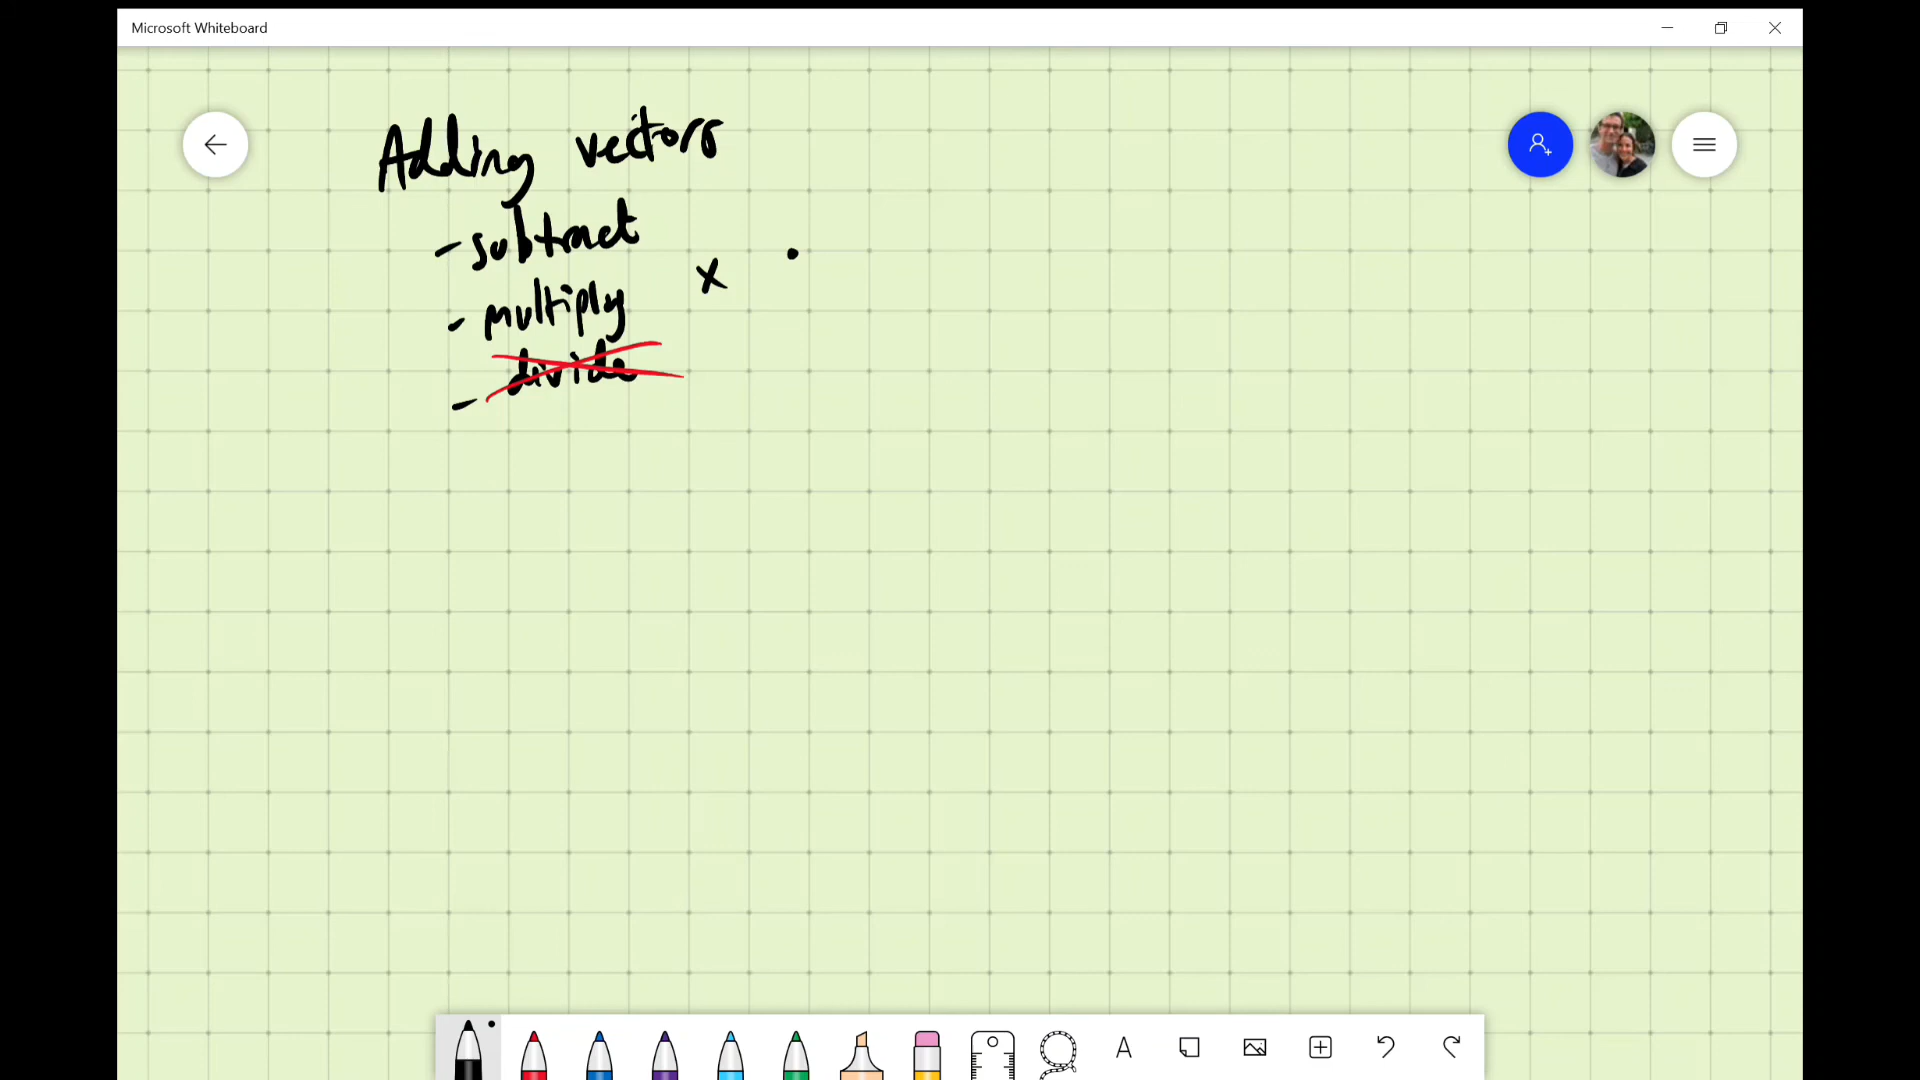 Microsoft Whiteboard
Adding vectors
- subtract
- multiply × •
- divide
A